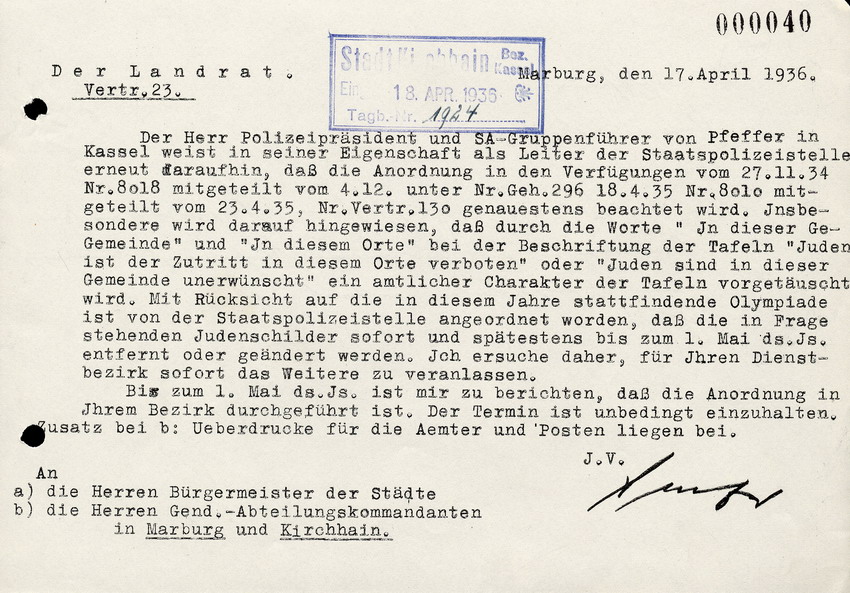 000040
Stadt Kirchhain Bez. Kassel
Ein 18. APR. 1936
Tagb.-Nr. 1924
Der Landrat.
Vertr.23.
Marburg, den 17.April 1936.
Der Herr Polizeipräsident und SA-Gruppenführer von Pfeffer in
Kassel weist in seiner Eigenschaft als Leiter der Staatspolizeistelle
erneut daraufhin, daß die Anordnung in den Verfügungen vom 27.11.34
Nr.8018 mitgeteilt vom 4.12. unter Nr.Geh.296 18.4.35 Nr.8010 mit-
geteilt vom 23.4.35, Nr.Vertr.130 genauestens beachtet wird. Jnsbe-
sondere wird darauf hingewiesen, daß durch die Worte " Jn dieser Ge-
Gemeinde" und "Jn diesem Orte" bei der Beschriftung der Tafeln "Juden
ist der Zutritt in diesem Orte verboten" oder "Juden sind in dieser
Gemeinde unerwünscht" ein amtlicher Charakter der Tafeln vorgetäuscht
wird. Mit Rücksicht auf die in diesem Jahre stattfindende Olympiade
ist von der Staatspolizeistelle angeordnet worden, daß die in Frage
stehenden Judenschilder sofort und spätestens bis zum 1. Mai ds.Js.
entfernt oder geändert werden. Jch ersuche daher, für Jhren Dienst-
bezirk sofort das Weitere zu veranlassen.
Bis zum 1. Mai ds.Js. ist mir zu berichten, daß die Anordnung in
Jhrem Bezirk durchgeführt ist. Der Termin ist unbedingt einzuhalten.
Zusatz bei b: Ueberdrucke für die Aemter und Posten liegen bei.
J.V.
An
a) die Herren Bürgermeister der Städte
b) die Herren Gend.-Abteilungskommandanten
in Marburg und Kirchhain.